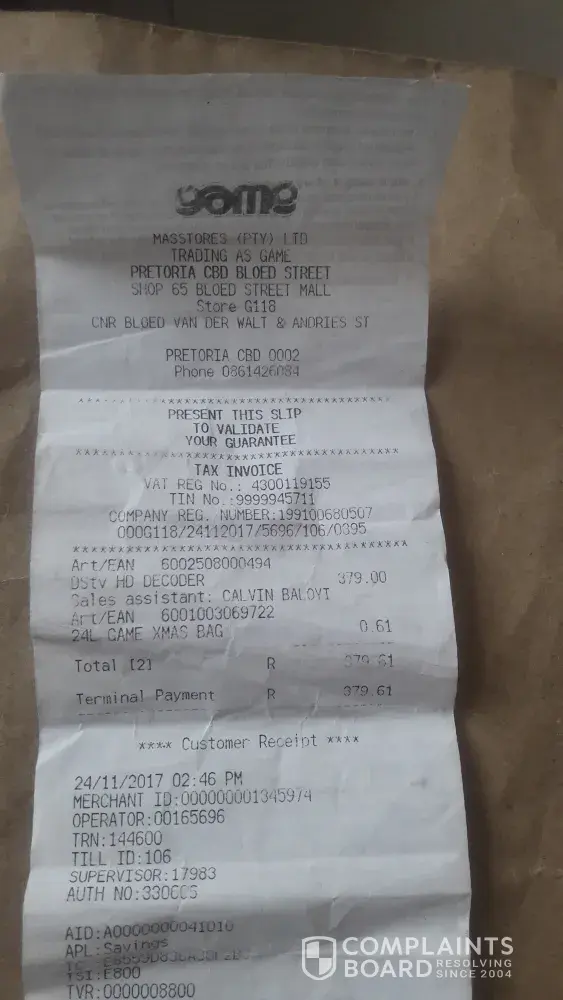 game
MASSTORES (PTY) LTD
TRADING AS GAME
PRETORIA CBD BLOED STREET
SHOP 65 BLOED STREET MALL
Store G118
CNR BLOED VAN DER WALT & ANDRIES ST
PRETORIA CBD 0002
Phone 0861426084
PRESENT THIS SLIP
TO VALIDATE
YOUR GUARANTEE
TAX INVOICE
VAT REG No.: 4300119155
TIN No.:9999945711
COMPANY REG. NUMBER:199100680507
000G118/24112017/5696/106/0395
Art/EAN 6002508000494
DStv HD DECODER 379.00
Sales assistant: CALVIN BALOYI
Art/EAN 6001003069722
24L GAME XMAS BAG 0.61
Total [2] R 379.61
Terminal Payment R 379.61
**** Customer Receipt ****
24/11/2017 02:46 PM
MERCHANT ID:000000001345974
OPERATOR:00165696
TRN:144600
TILL ID:106
SUPERVISOR:17983
AUTH NO:
AID:A0000000041010
APL:Savings
TSI:E800
TVR:0000008800
COMPLAINTS
BOARD RESOLVING
SINCE 2004